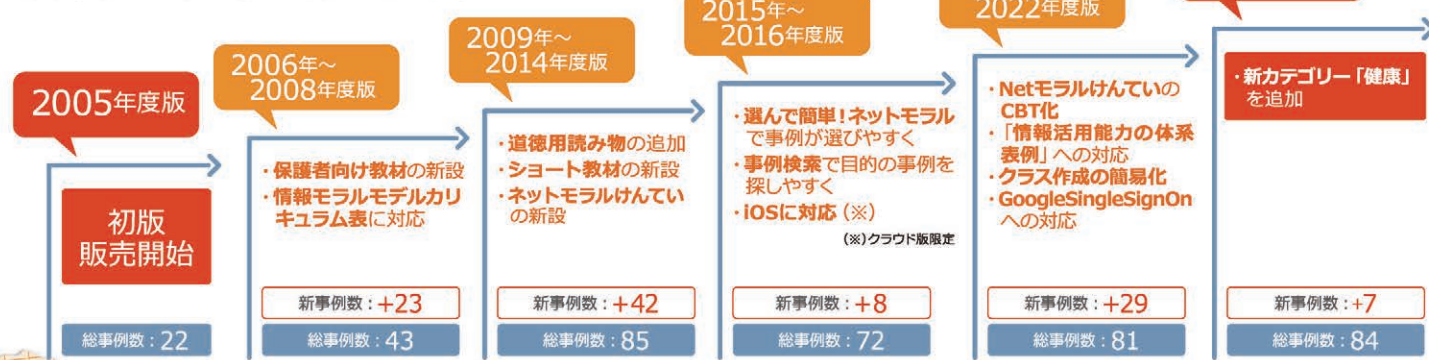 2005年度版
初版
販売開始
総事例数：22
2006年～
2008年度版
・保護者向け教材の新設
・情報モラルモデルカリ
キュラム表に対応
新事例数：+23
総事例数：43
2009年～
2014年度版
・道徳用読み物の追加
・ショート教材の新設
・ネットモラルけんてい
の新設
新事例数：+42
総事例数：85
2015年～
2016年度版
・選んで簡単！ネットモラル
で事例が選びやすく
・事例検索で目的の事例を
探しやすく
・iOSに対応（※）
（※）クラウド版限定
新事例数：+8
総事例数：72
2022年度版
・Netモラルけんていの
CBT化
・「情報活用能力の体系
表例」への対応
・クラス作成の簡易化
・GoogleSingleSignOn
への対応
新事例数：+29
総事例数：81
・新カテゴリー「健康」
を追加
新事例数：+7
総事例数：84